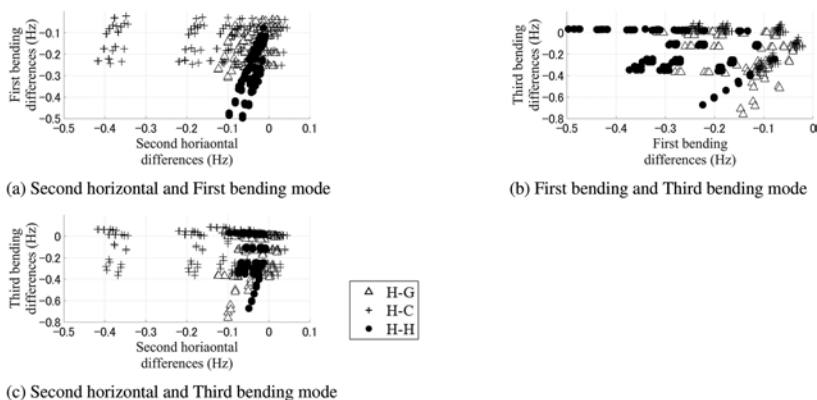 First bending
differences (Hz)
-0.1
-0.2
-0.3
-0.4
-0.5
-0.5 -0.4 -0.3 -0.2 -0.1 0 0.1
Second horiaontal
differences (Hz)
(a) Second horizontal and First bending mode
Third bending
differences (Hz)
0
-0.2
-0.4
-0.6
-0.8
-0.5 -0.4 -0.3 -0.2 -0.1 0
First bending
differences (Hz)
(b) First bending and Third bending mode
Third bending
differences (Hz)
0
-0.2
-0.4
-0.6
-0.8
-0.5 -0.4 -0.3 -0.2 -0.1 0 0.1
Second horiaontal
differences (Hz)
H-G
H-C
H-H
(c) Second horizontal and Third bending mode